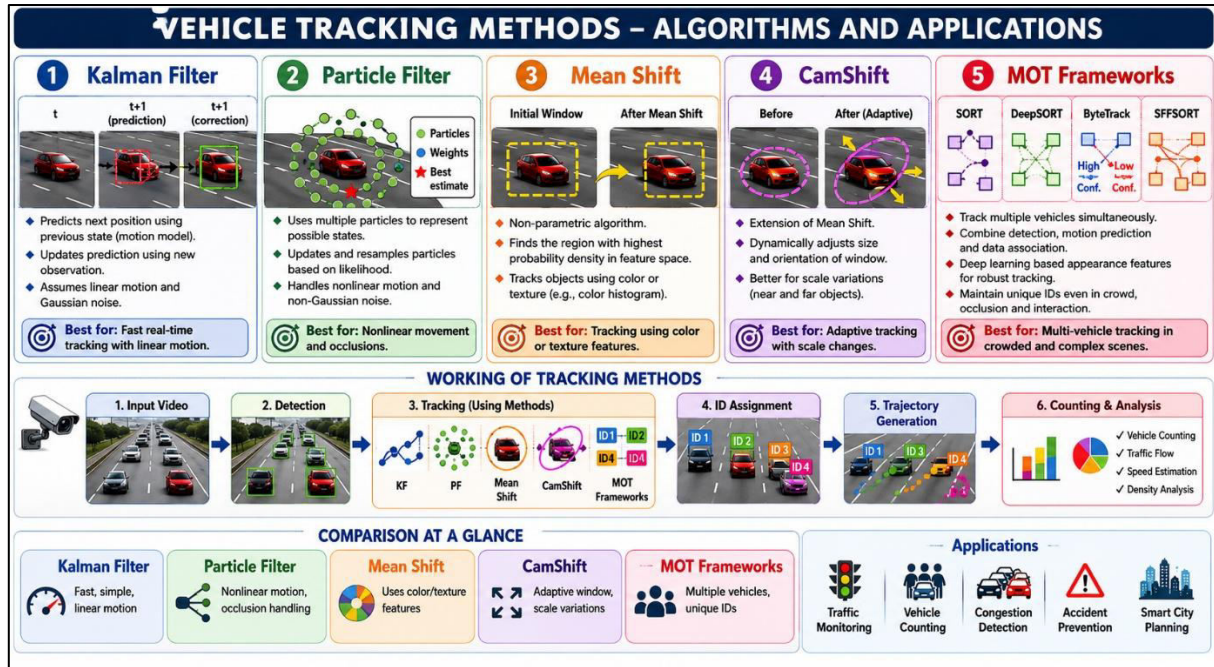 VEHICLE TRACKING METHODS – ALGORITHMS AND APPLICATIONS
1 Kalman Filter
t
t+1
(prediction)
t+1
(correction)
Predicts next position using
previous state (motion model).
Updates prediction using new
observation.
Assumes linear motion and
Gaussian noise.
Best for: Fast real-time
tracking with linear motion.
2 Particle Filter
Particles
Weights
Best
estimate
Uses multiple particles to represent
possible states.
Updates and resamples particles
based on likelihood.
Handles nonlinear motion and
non-Gaussian noise.
Best for: Nonlinear movement
and occlusions.
3 Mean Shift
Initial Window
After Mean Shift
Non-parametric algorithm.
Finds the region with highest
probability density in feature space.
Tracks objects using color or
texture (e.g., color histogram).
Best for: Tracking using color
or texture features.
4 CamShift
Before
After (Adaptive)
Extension of Mean Shift.
Dynamically adjusts size
and orientation of window.
Better for scale variations
(near and far objects).
Best for: Adaptive tracking
with scale changes.
5 MOT Frameworks
SORT
DeepSORT
ByteTrack
SFFSORT
High
Conf.
Low
Conf.
Track multiple vehicles simultaneously.
Combine detection, motion prediction
and data association.
Deep learning based appearance features
for robust tracking.
Maintain unique IDs even in crowd,
occlusion and interaction.
Best for: Multi-vehicle tracking in
crowded and complex scenes.
WORKING OF TRACKING METHODS
1. Input Video
2. Detection
3. Tracking (Using Methods)
KF
PF
Mean
Shift
CamShift
ID1
ID2
ID4
MOT
Frameworks
4. ID Assignment
ID 1
ID 2
ID 3
ID 4
5. Trajectory
Generation
ID 1
ID 3
ID 4
6. Counting & Analysis
✓ Vehicle Counting
✓ Traffic Flow
✓ Speed Estimation
✓ Density Analysis
COMPARISON AT A GLANCE
Kalman Filter
Fast, simple,
linear motion
Particle Filter
Nonlinear motion,
occlusion handling
Mean Shift
Uses color/texture
features
CamShift
Adaptive window,
scale variations
MOT Frameworks
Multiple vehicles,
unique IDs
Applications
Traffic
Monitoring
Vehicle
Counting
Congestion
Detection
Accident
Prevention
Smart City
Planning